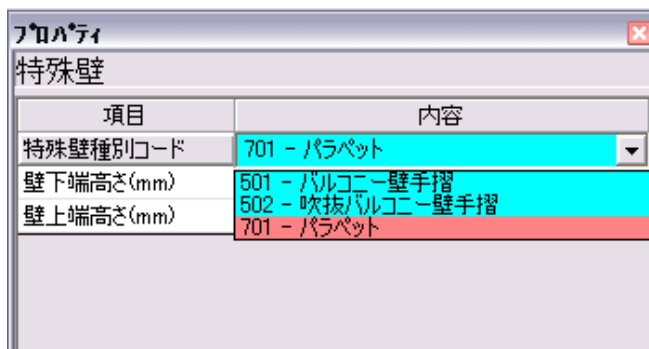 プロパティ
特殊壁
項目 内容
特殊壁種別コード 701 - パラペット
壁下端高さ(mm) 501 - バルコニー壁手摺
502 - 吹抜バルコニー壁手摺
壁上端高さ(mm) 701 - パラペット